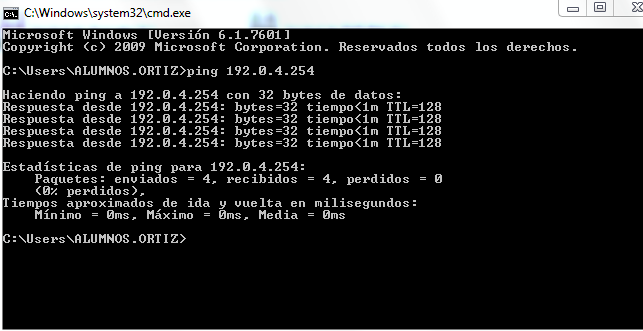 C:\Windows\system32\cmd.exe
Microsoft Windows [Versión 6.1.7601]
Copyright (c) 2009 Microsoft Corporation. Reservados todos los derechos.
C:\Users\ALUMNOS.ORTIZ>ping 192.0.4.254
Haciendo ping a 192.0.4.254 con 32 bytes de datos:
Respuesta desde 192.0.4.254: bytes=32 tiempo<1m TTL=128
Respuesta desde 192.0.4.254: bytes=32 tiempo<1m TTL=128
Respuesta desde 192.0.4.254: bytes=32 tiempo<1m TTL=128
Respuesta desde 192.0.4.254: bytes=32 tiempo<1m TTL=128
Estadísticas de ping para 192.0.4.254:
Paquetes: enviados = 4, recibidos = 4, perdidos = 0
(0% perdidos),
Tiempos aproximados de ida y vuelta en milisegundos:
Mínimo = 0ms, Máximo = 0ms, Media = 0ms
C:\Users\ALUMNOS.ORTIZ>